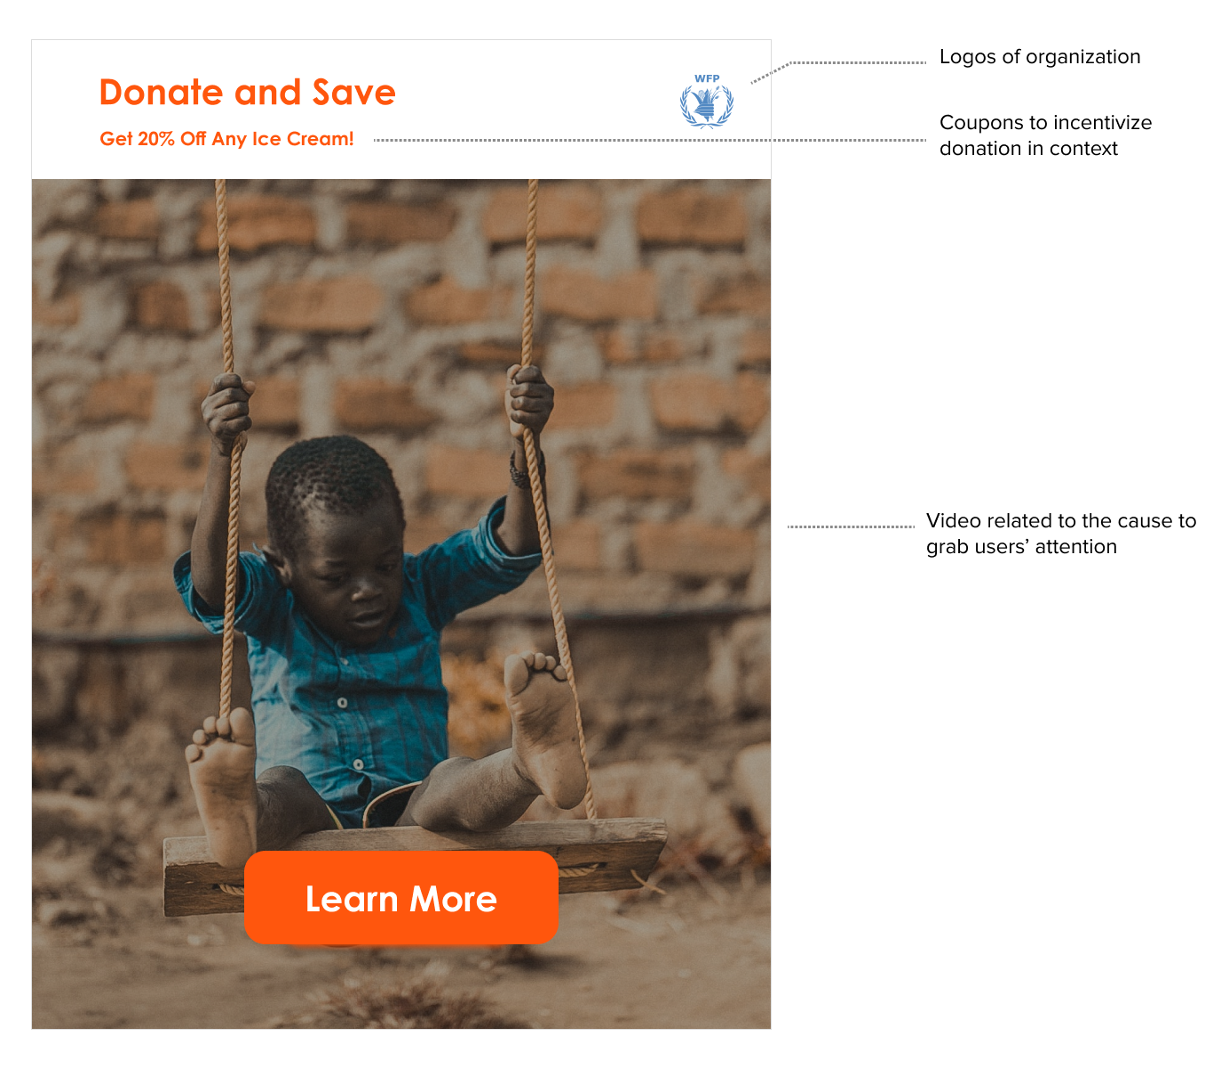 Donate and Save
WFP
Get 20% Off Any Ice Cream!
Logos of organization
Coupons to incentivize
donation in context
Video related to the cause to
grab users’ attention
Learn More